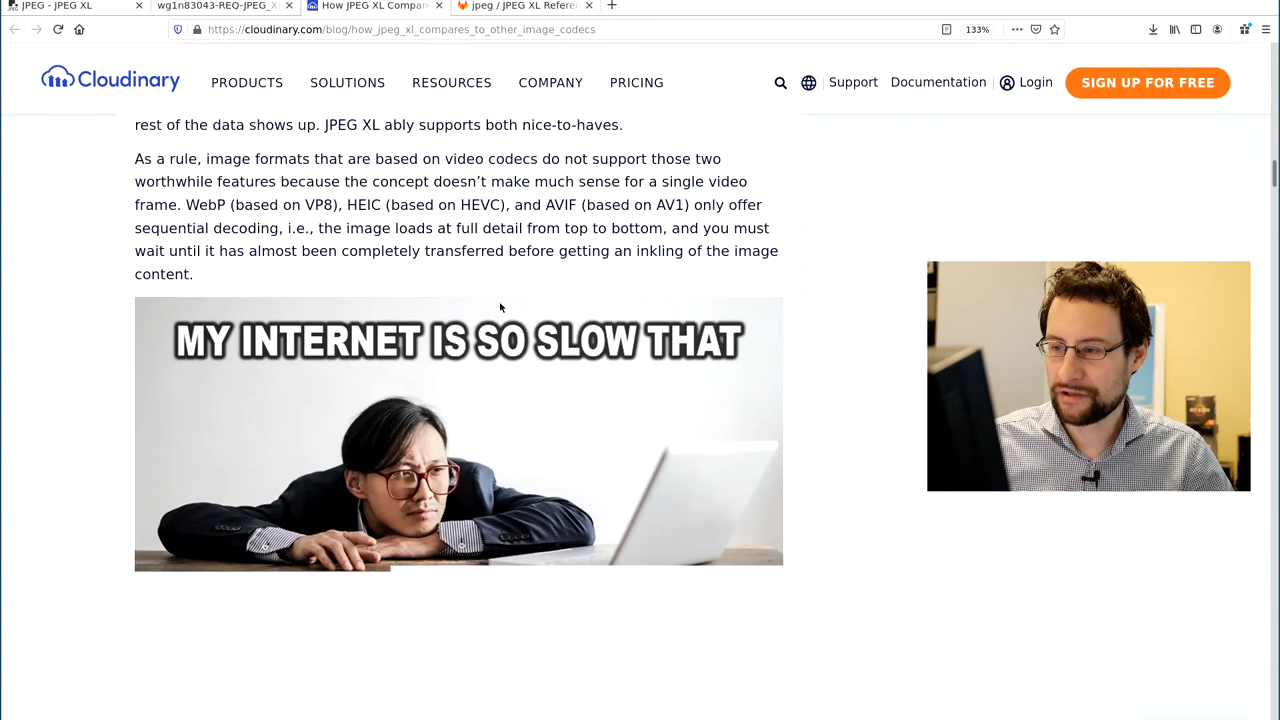 JPEG - JPEG XL
wg1n83043-REQ-JPEG_X
How JPEG XL Compar
jpeg / JPEG XL Refere
https://cloudinary.com/blog/how_jpeg_xl_compares_to_other_image_codecs
133%
Cloudinary
PRODUCTS
SOLUTIONS
RESOURCES
COMPANY
PRICING
Support
Documentation
Login
SIGN UP FOR FREE
rest of the data shows up. JPEG XL ably supports both nice-to-haves.
As a rule, image formats that are based on video codecs do not support those two
worthwhile features because the concept doesn’t make much sense for a single video
frame. WebP (based on VP8), HEIC (based on HEVC), and AVIF (based on AV1) only offer
sequential decoding, i.e., the image loads at full detail from top to bottom, and you must
wait until it has almost been completely transferred before getting an inkling of the image
content.
MY INTERNET IS SO SLOW THAT
RYZEN